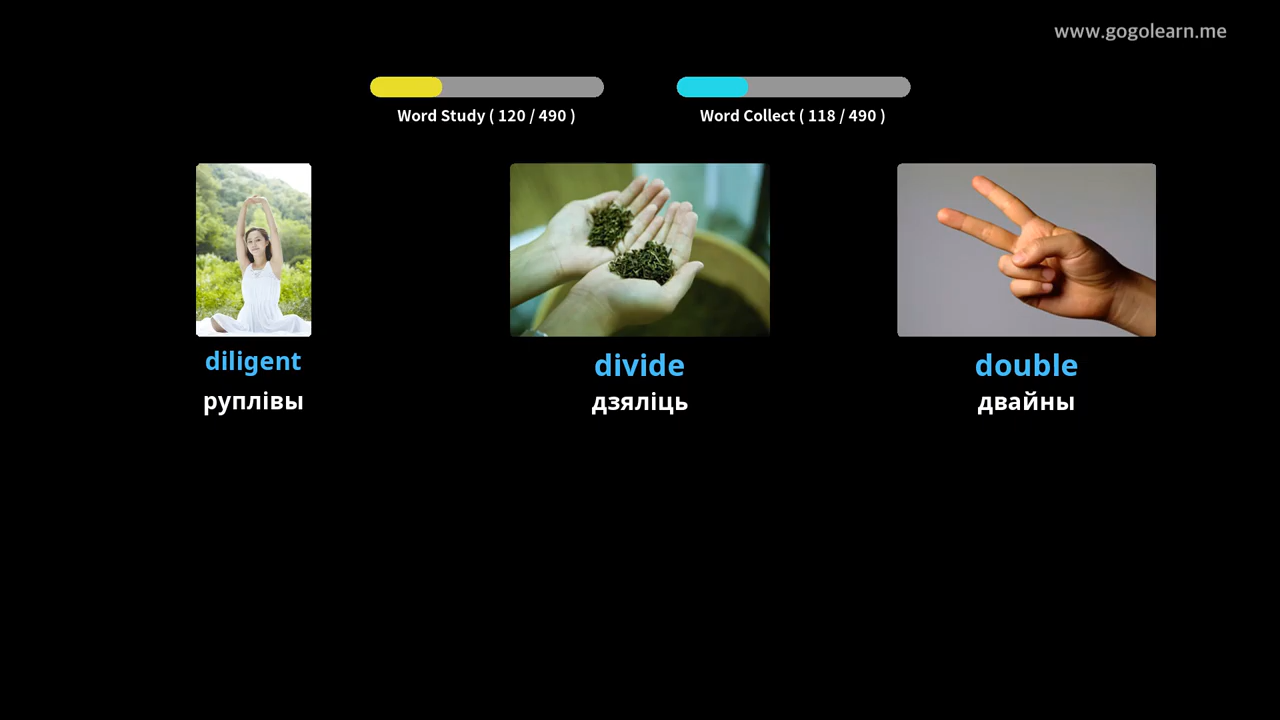 www.gogolearn.me
Word Study ( 120 / 490 )
Word Collect ( 118 / 490 )
diligent
руплівы
divide
дзяліць
double
двайны